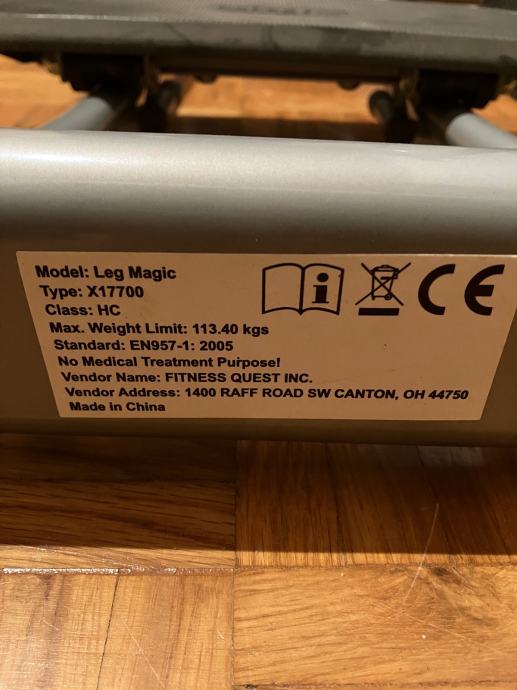 Model: Leg Magic
Type: X17700
Class: HC
Max. Weight Limit: 113.40 kgs
Standard: EN957-1: 2005
No Medical Treatment Purpose!
Vendor Name: FITNESS QUEST INC.
Vendor Address: 1400 RAFF ROAD SW CANTON, OH 44750
Made in China
i
CE